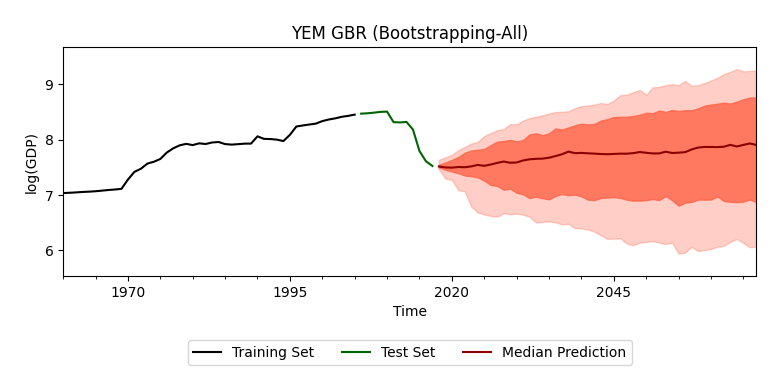 YEM GBR (Bootstrapping-All)
log(GDP)
9
8
7
6
1970 1995 2020 2045
Time
Training Set Test Set Median Prediction